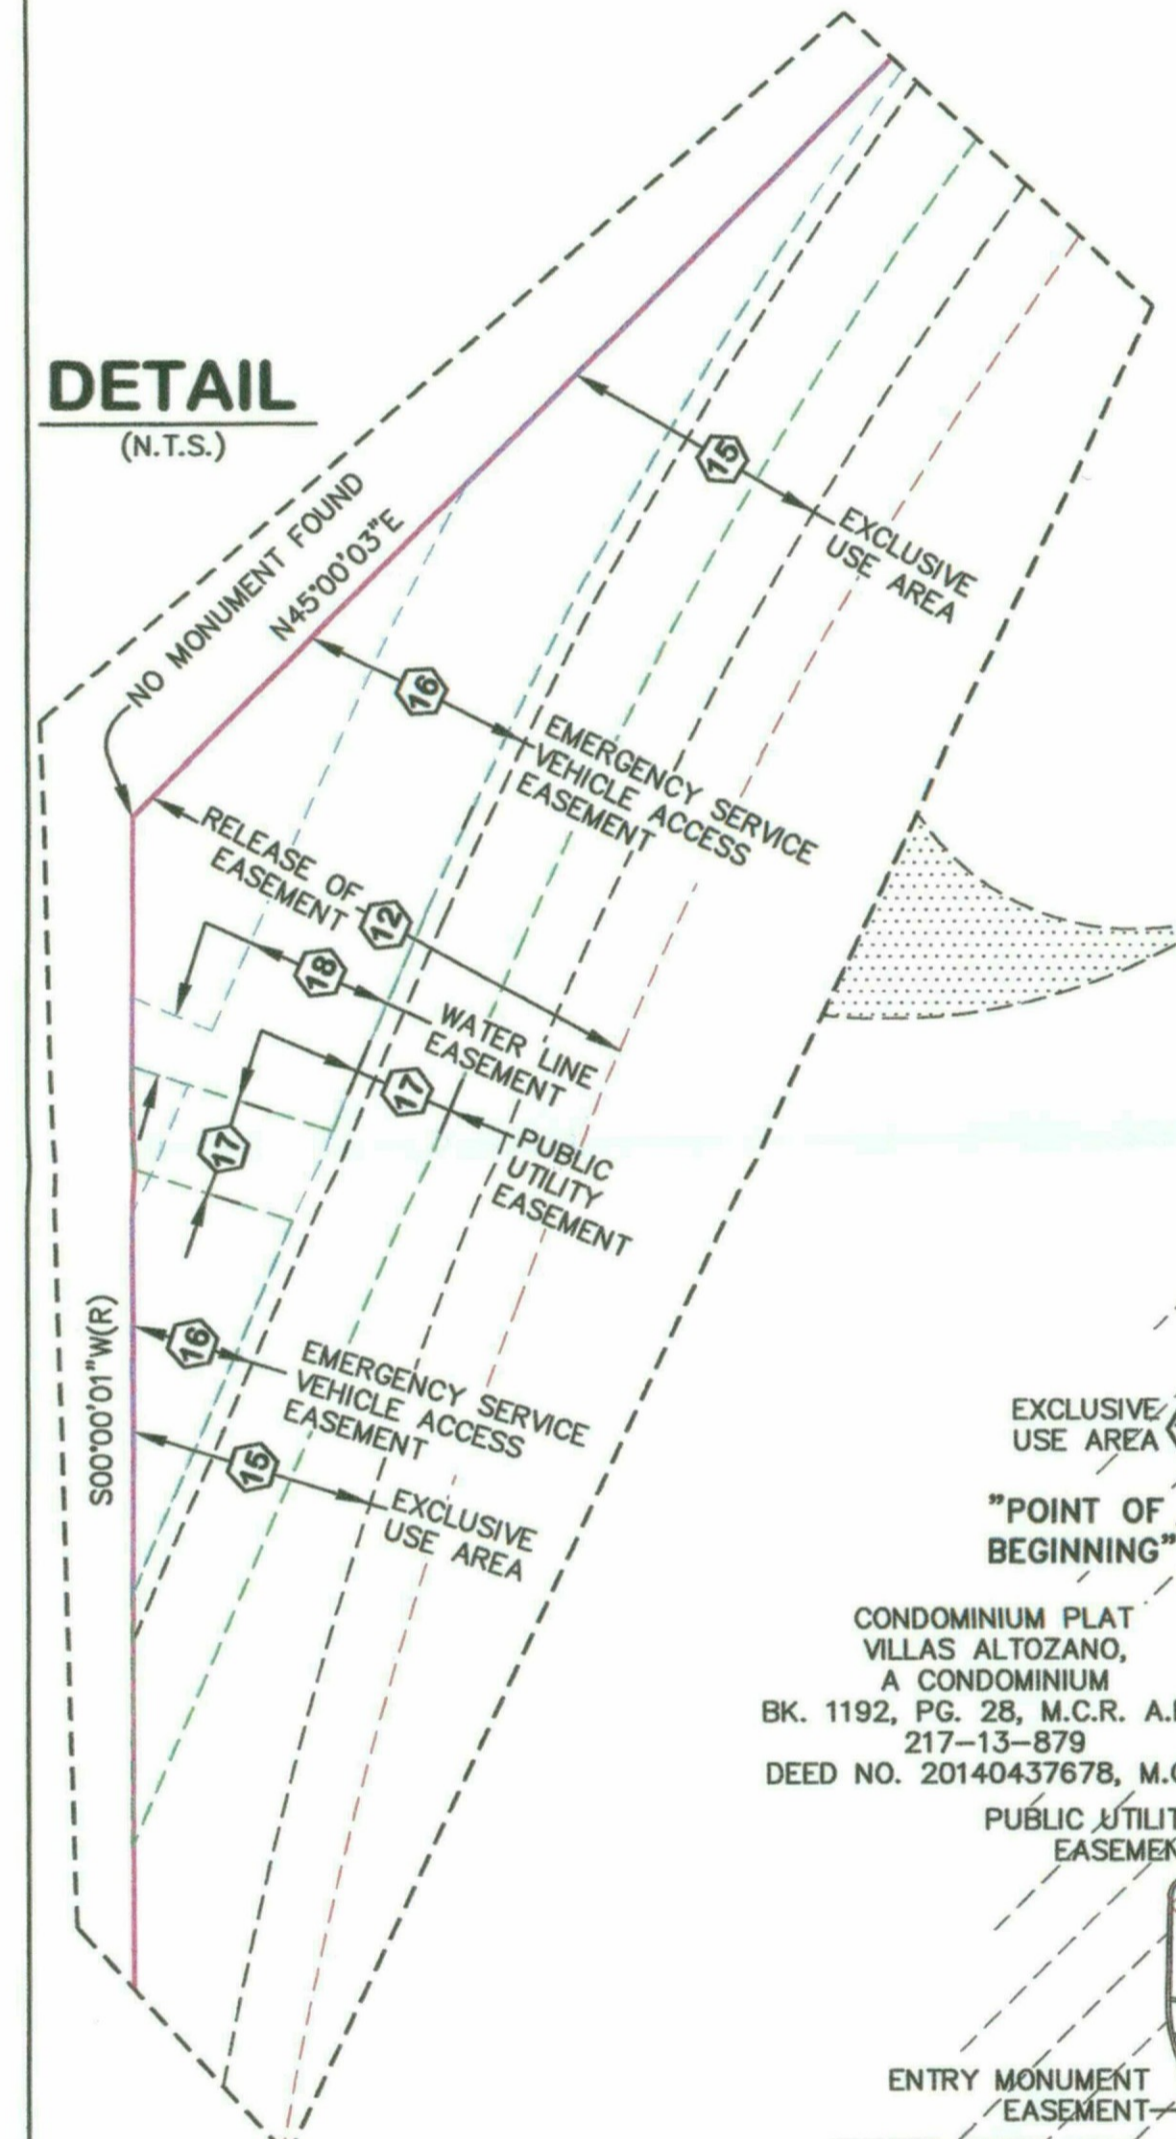 DETAIL
(N.T.S.)
NO MONUMENT FOUND
N45°00'03"E
15
EXCLUSIVE
USE AREA
16
EMERGENCY SERVICE
VEHICLE ACCESS
EASEMENT
RELEASE OF
EASEMENT
12
18
WATER LINE
EASEMENT
17
PUBLIC
UTILITY
EASEMENT
17
S00°00'01"W(R)
16
EMERGENCY SERVICE
VEHICLE ACCESS
EASEMENT
15
EXCLUSIVE
USE AREA
EXCLUSIVE
USE AREA
"POINT OF
BEGINNING"
CONDOMINIUM PLAT
VILLAS ALTOZANO,
A CONDOMINIUM
BK. 1192, PG. 28, M.C.R. A.
217-13-879
DEED NO. 20140437678, M.
PUBLIC UTILIT
EASEMEN
ENTRY MONUMENT
EASEMENT